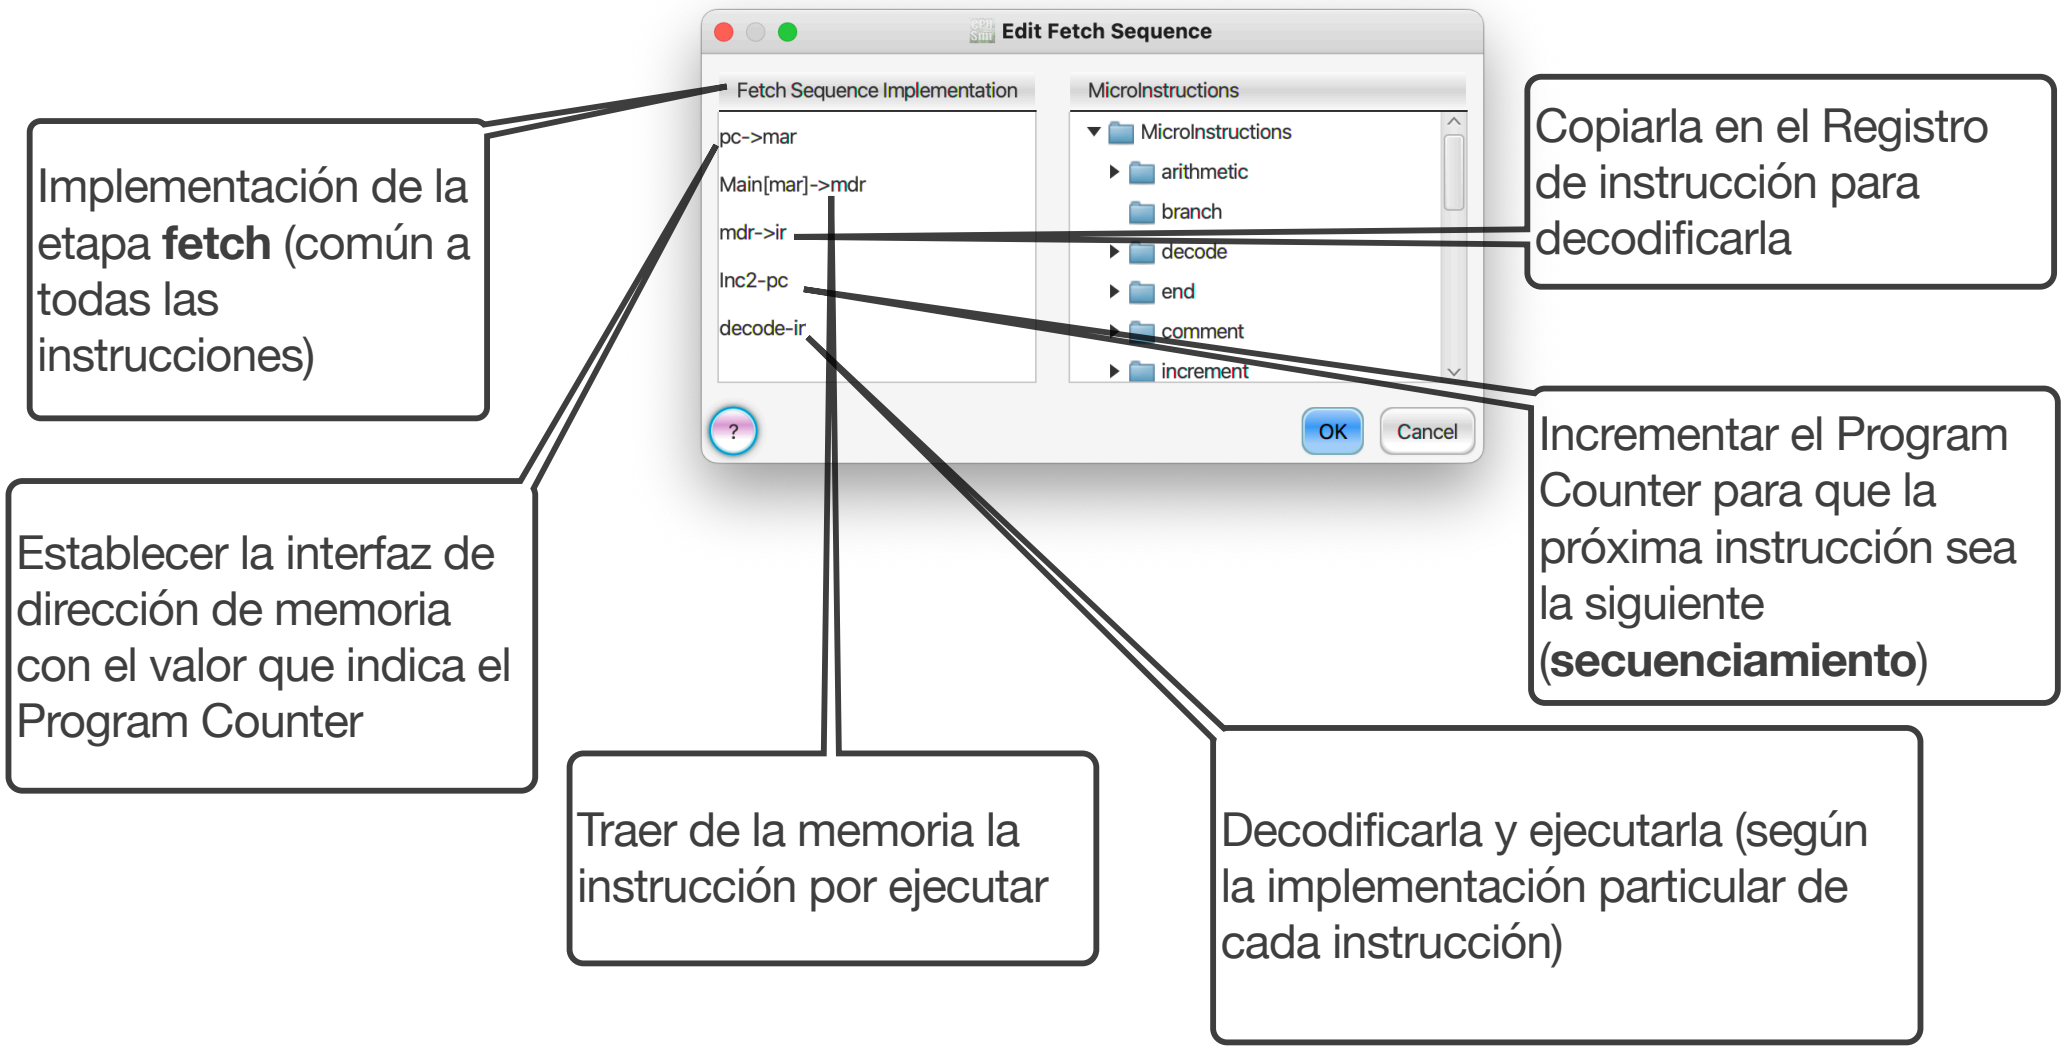 Edit Fetch Sequence
Fetch Sequence Implementation
pc->mar
Main[mar]->mdr
mdr->ir
Inc2-pc
decode-ir
MicroInstructions
MicroInstructions
arithmetic
branch
decode
end
comment
increment
?
OK
Cancel
Implementación de la
etapa fetch (común a
todas las
instrucciones)
Copiarla en el Registro
de instrucción para
decodificarla
Establecer la interfaz de
dirección de memoria
con el valor que indica el
Program Counter
Incrementar el Program
Counter para que la
próxima instrucción sea
la siguiente
(secuenciamiento)
Traer de la memoria la
instrucción por ejecutar
Decodificarla y ejecutarla (según
la implementación particular de
cada instrucción)